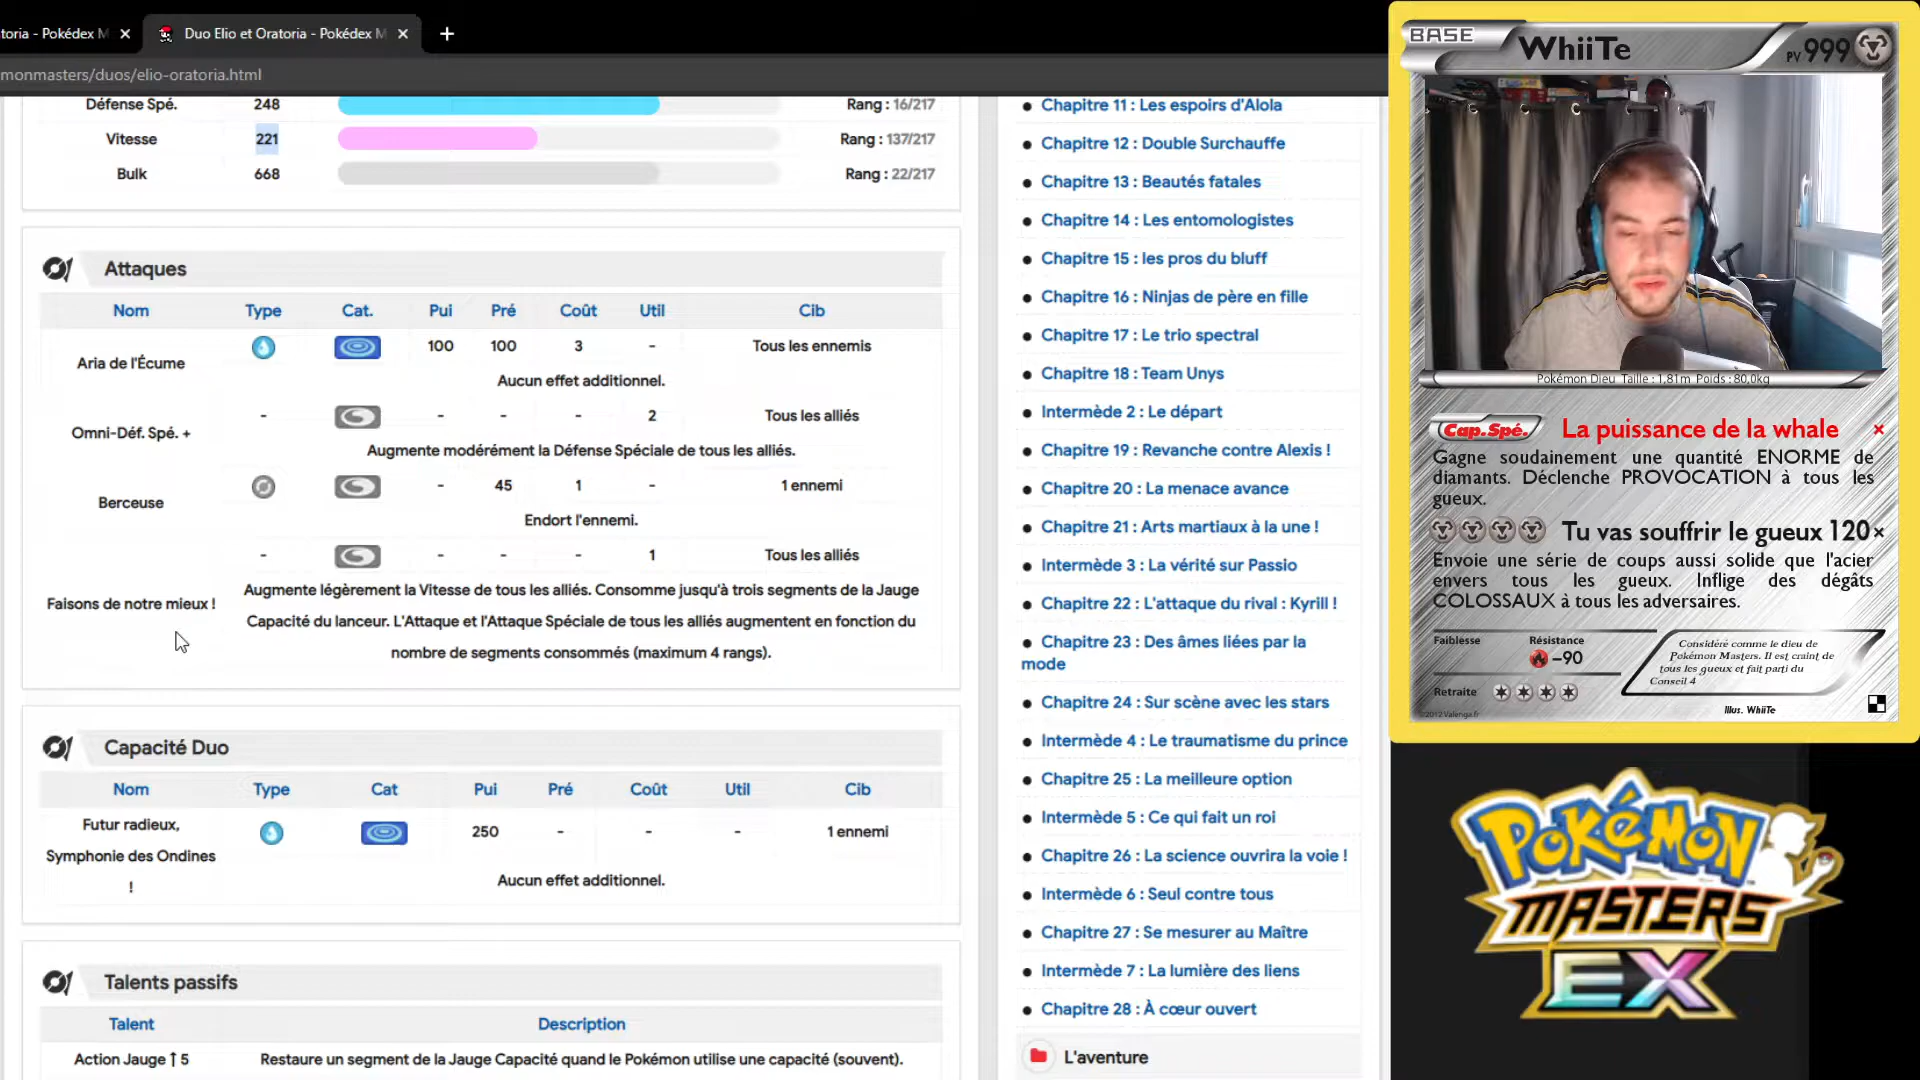 toria - Pokédex M
Duo Elio et Oratoria - Pokédex M
monmasters/duos/elio-oratoria.html
Défense Spé. 248 Rang : 16/217
Vitesse 221 Rang : 137/217
Bulk 668 Rang : 22/217
Attaques
Nom Type Cat. Pui Pré Coût Util Cib
Aria de l'Écume 100 100 3 - Tous les ennemis
Aucun effet additionnel.
Omni-Déf. Spé. + - - - - 2 Tous les alliés
Augmente modérément la Défense Spéciale de tous les alliés.
Berceuse - 45 1 - 1 ennemi
Endort l'ennemi.
- - - - 1 Tous les alliés
Faisons de notre mieux !
Augmente légèrement la Vitesse de tous les alliés. Consomme jusqu'à trois segments de la Jauge
Capacité du lanceur. L'Attaque et l'Attaque Spéciale de tous les alliés augmentent en fonction du
nombre de segments consommés (maximum 4 rangs).
Capacité Duo
Nom Type Cat Pui Pré Coût Util Cib
Futur radieux,
Symphonie des Ondines
!
250 - - - 1 ennemi
Aucun effet additionnel.
Talents passifs
Talent Description
Action Jauge ↑ 5 Restaure un segment de la Jauge Capacité quand le Pokémon utilise une capacité (souvent).
Chapitre 11 : Les espoirs d'Alola
Chapitre 12 : Double Surchauffe
Chapitre 13 : Beautés fatales
Chapitre 14 : Les entomologistes
Chapitre 15 : les pros du bluff
Chapitre 16 : Ninjas de père en fille
Chapitre 17 : Le trio spectral
Chapitre 18 : Team Unys
Intermède 2 : Le départ
Chapitre 19 : Revanche contre Alexis !
Chapitre 20 : La menace avance
Chapitre 21 : Arts martiaux à la une !
Intermède 3 : La vérité sur Passio
Chapitre 22 : L'attaque du rival : Kyrill !
Chapitre 23 : Des âmes liées par la
mode
Chapitre 24 : Sur scène avec les stars
Intermède 4 : Le traumatisme du prince
Chapitre 25 : La meilleure option
Intermède 5 : Ce qui fait un roi
Chapitre 26 : La science ouvrira la voie !
Intermède 6 : Seul contre tous
Chapitre 27 : Se mesurer au Maître
Intermède 7 : La lumière des liens
Chapitre 28 : À cœur ouvert
L'aventure
BASE WhiiTe PV 999
Pokémon Dieu Taille : 1,81m Poids : 80,0kg
Cap.Spé. La puissance de la whale ×
Gagne soudainement une quantité ENORME de
diamants. Déclenche PROVOCATION à tous les
gueux.
Tu vas souffrir le gueux 120×
Envoie une série de coups aussi solide que l'acier
envers tous les gueux. Inflige des dégâts
COLOSSAUX à tous les adversaires.
Faiblesse Résistance
-90
Retraite
Considéré comme le dieu de
Pokémon Masters. Il est craint de
tous les gueux et fait parti du
Conseil 4
©2012 Valenga.fr Illus. WhiiTe
POKéMON
MASTERS
EX